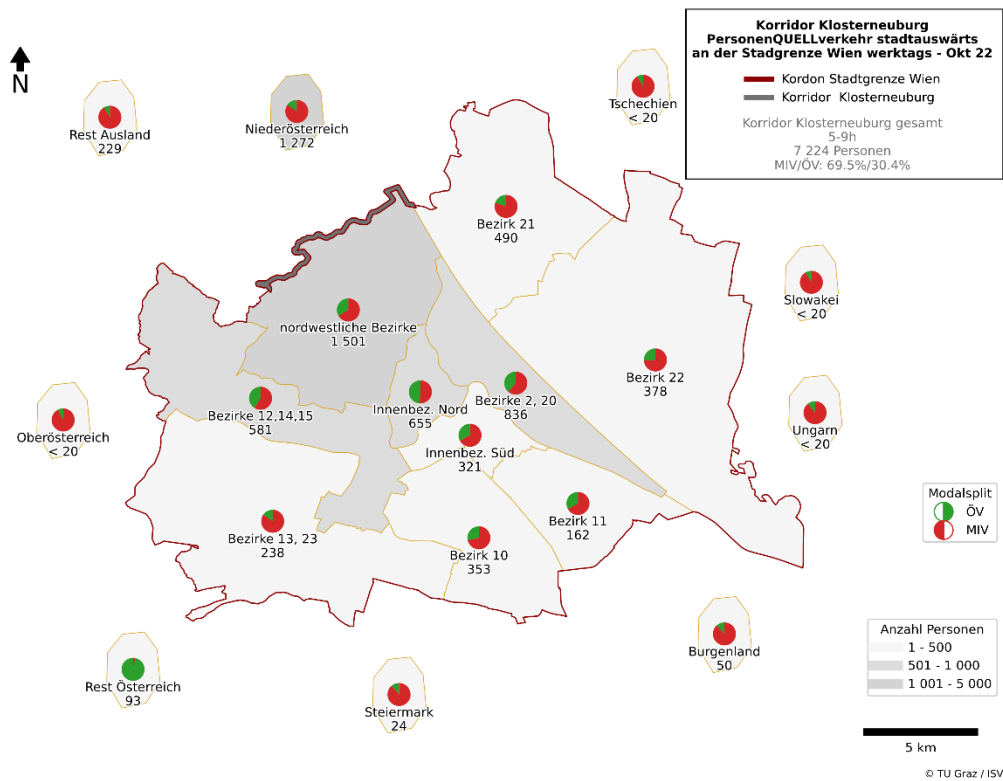 Korridor Klosterneuburg
PersonenQUELLverkehr stadtauswärts
an der Stadgrenze Wien werktags - Okt 22
Kordon Stadtgrenze Wien
Korridor Klosterneuburg
Korridor Klosterneuburg gesamt
5-9h
7 224 Personen
MIV/ÖV: 69.5%/30.4%
N
Rest Ausland
229
Niederösterreich
1 272
Tschechien
< 20
Bezirk 21
490
Slowakei
< 20
nordwestliche Bezirke
1 501
Bezirk 22
378
Bezirke 12,14,15
581
Innenbez. Nord
655
Bezirke 2, 20
836
Oberösterreich
< 20
Ungarn
< 20
Innenbez. Süd
321
Bezirk 11
162
Bezirke 13, 23
238
Bezirk 10
353
Modalsplit
ÖV
MIV
Burgenland
50
Rest Österreich
93
Steiermark
24
Anzahl Personen
1 - 500
501 - 1 000
1 001 - 5 000
5 km
© TU Graz / ISV